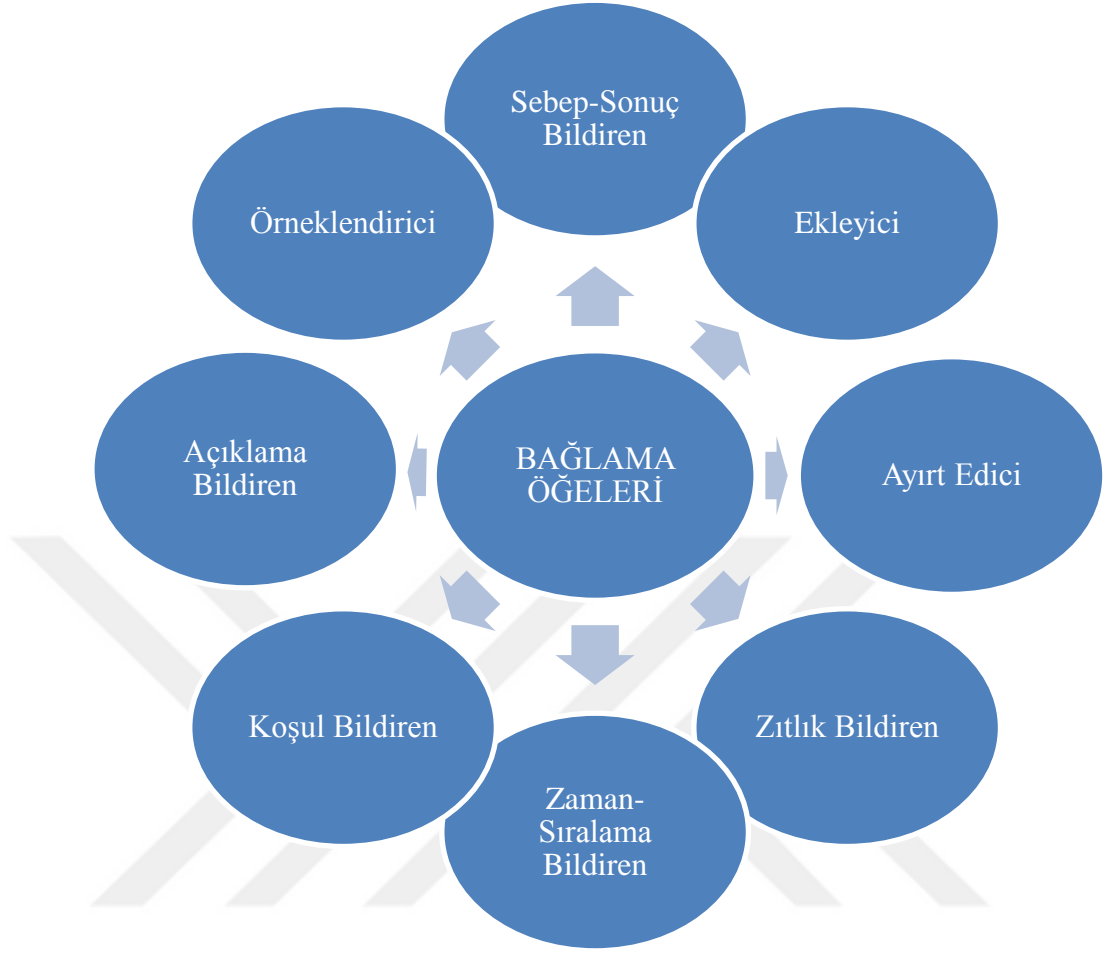 Sebep-Sonuç
Bildiren
Ekleyici
Ayırt Edici
Zıtlık Bildiren
Zaman-
Sıralama
Bildiren
Koşul Bildiren
Açıklama
Bildiren
Örneklendirici
BAĞLAMA
ÖĞELERİ